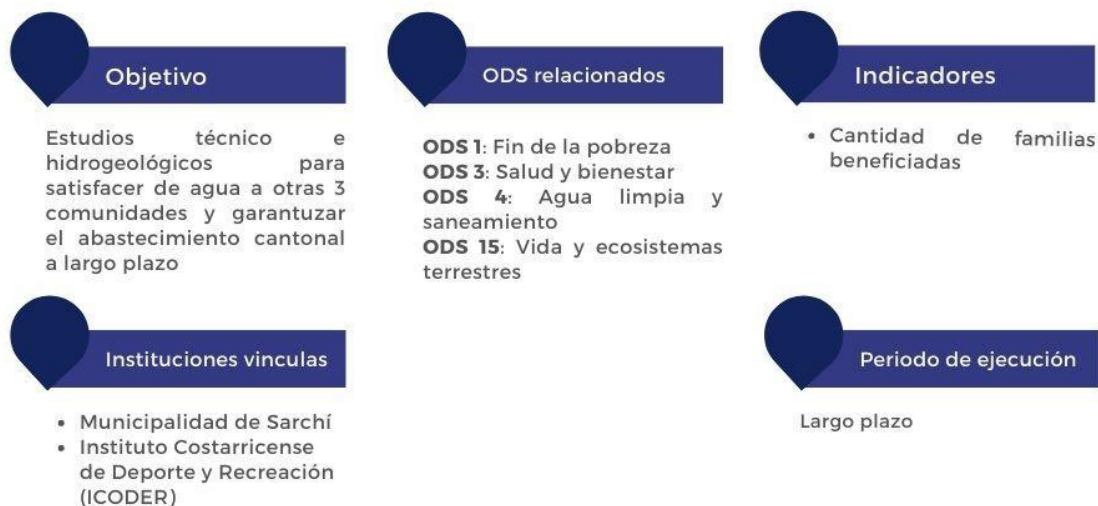 Objetivo
Estudios técnico e
hidrogeológicos para
satisfacer de agua a otras 3
comunidades y garantuzar
el abastecimiento cantonal
a largo plazo
ODS relacionados
ODS 1: Fin de la pobreza
ODS 3: Salud y bienestar
ODS 4: Agua limpia y
saneamiento
ODS 15: Vida y ecosistemas
terrestres
Indicadores
• Cantidad de familias
beneficiadas
Instituciones vinculas
• Municipalidad de Sarchí
• Instituto Costarricense
de Deporte y Recreación
(ICODER)
Periodo de ejecución
Largo plazo